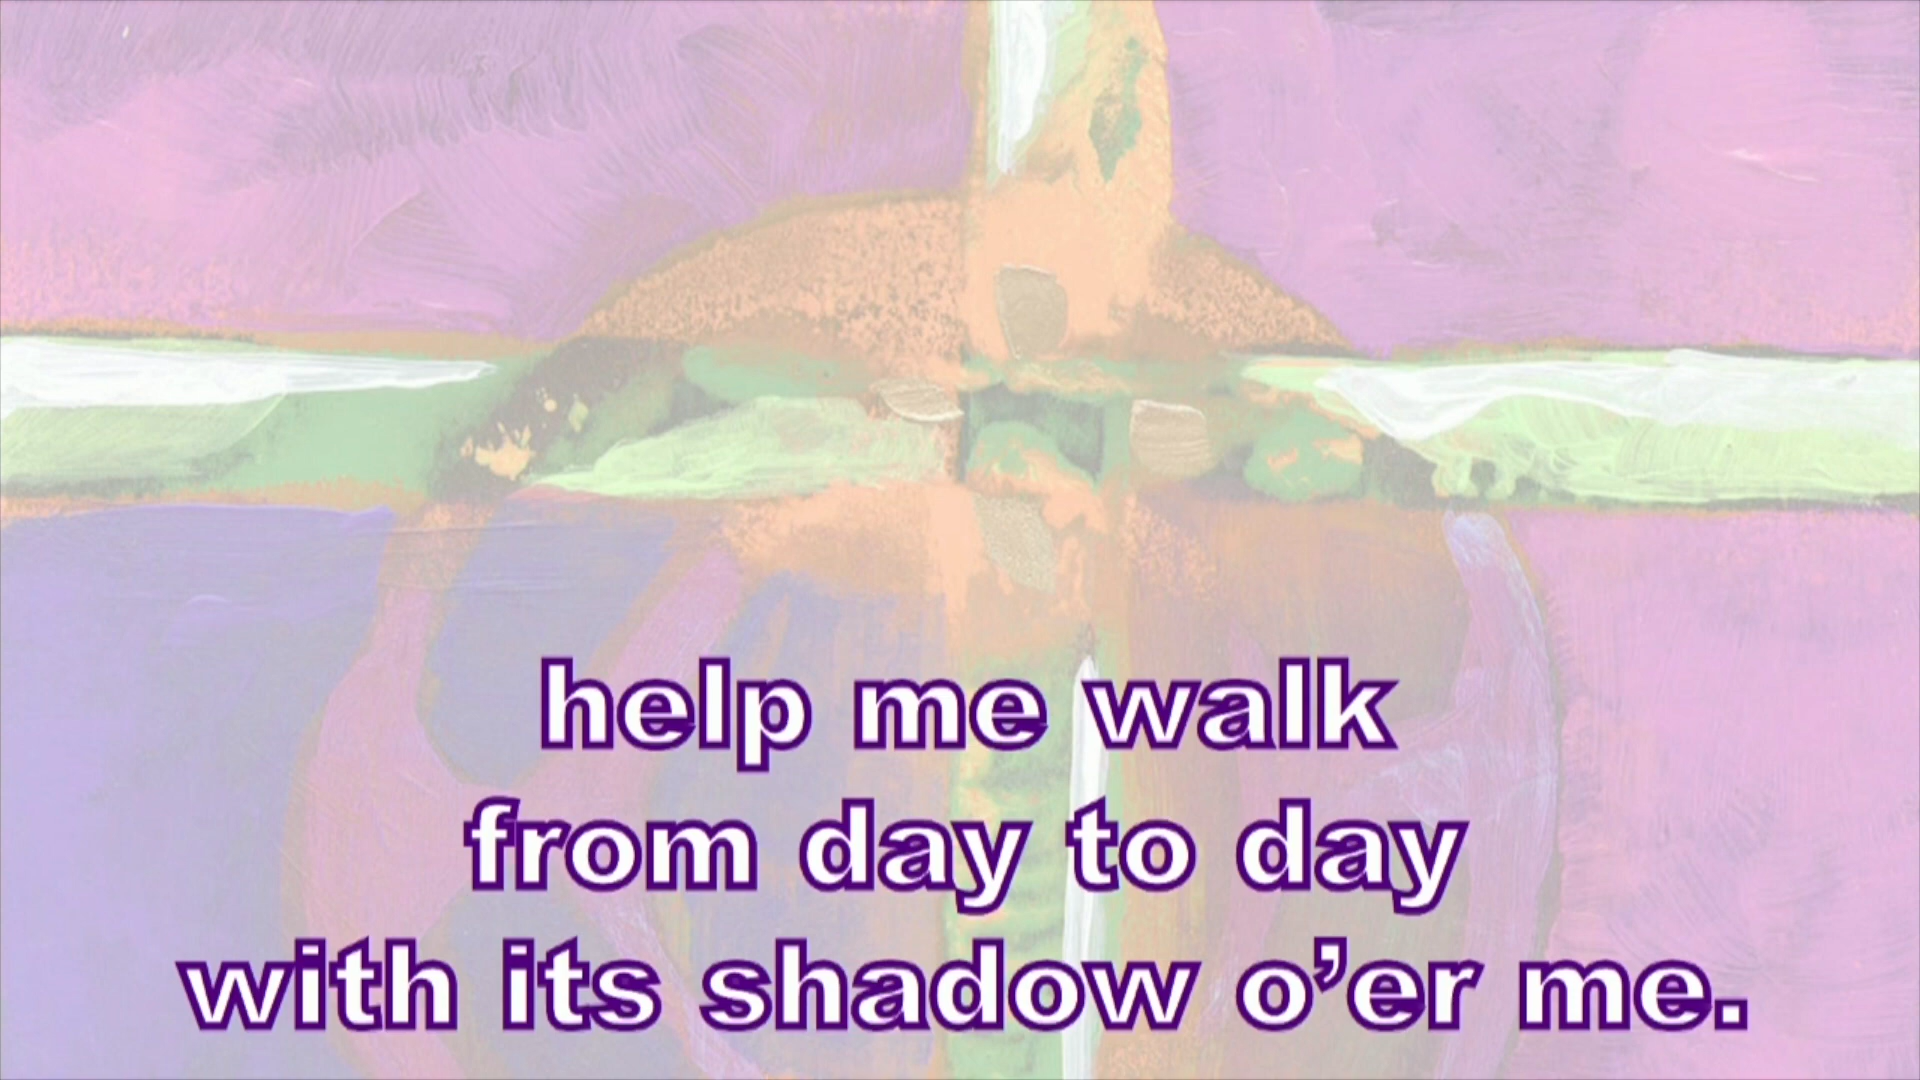 help me walk
from day to day
with its shadow o’er me.